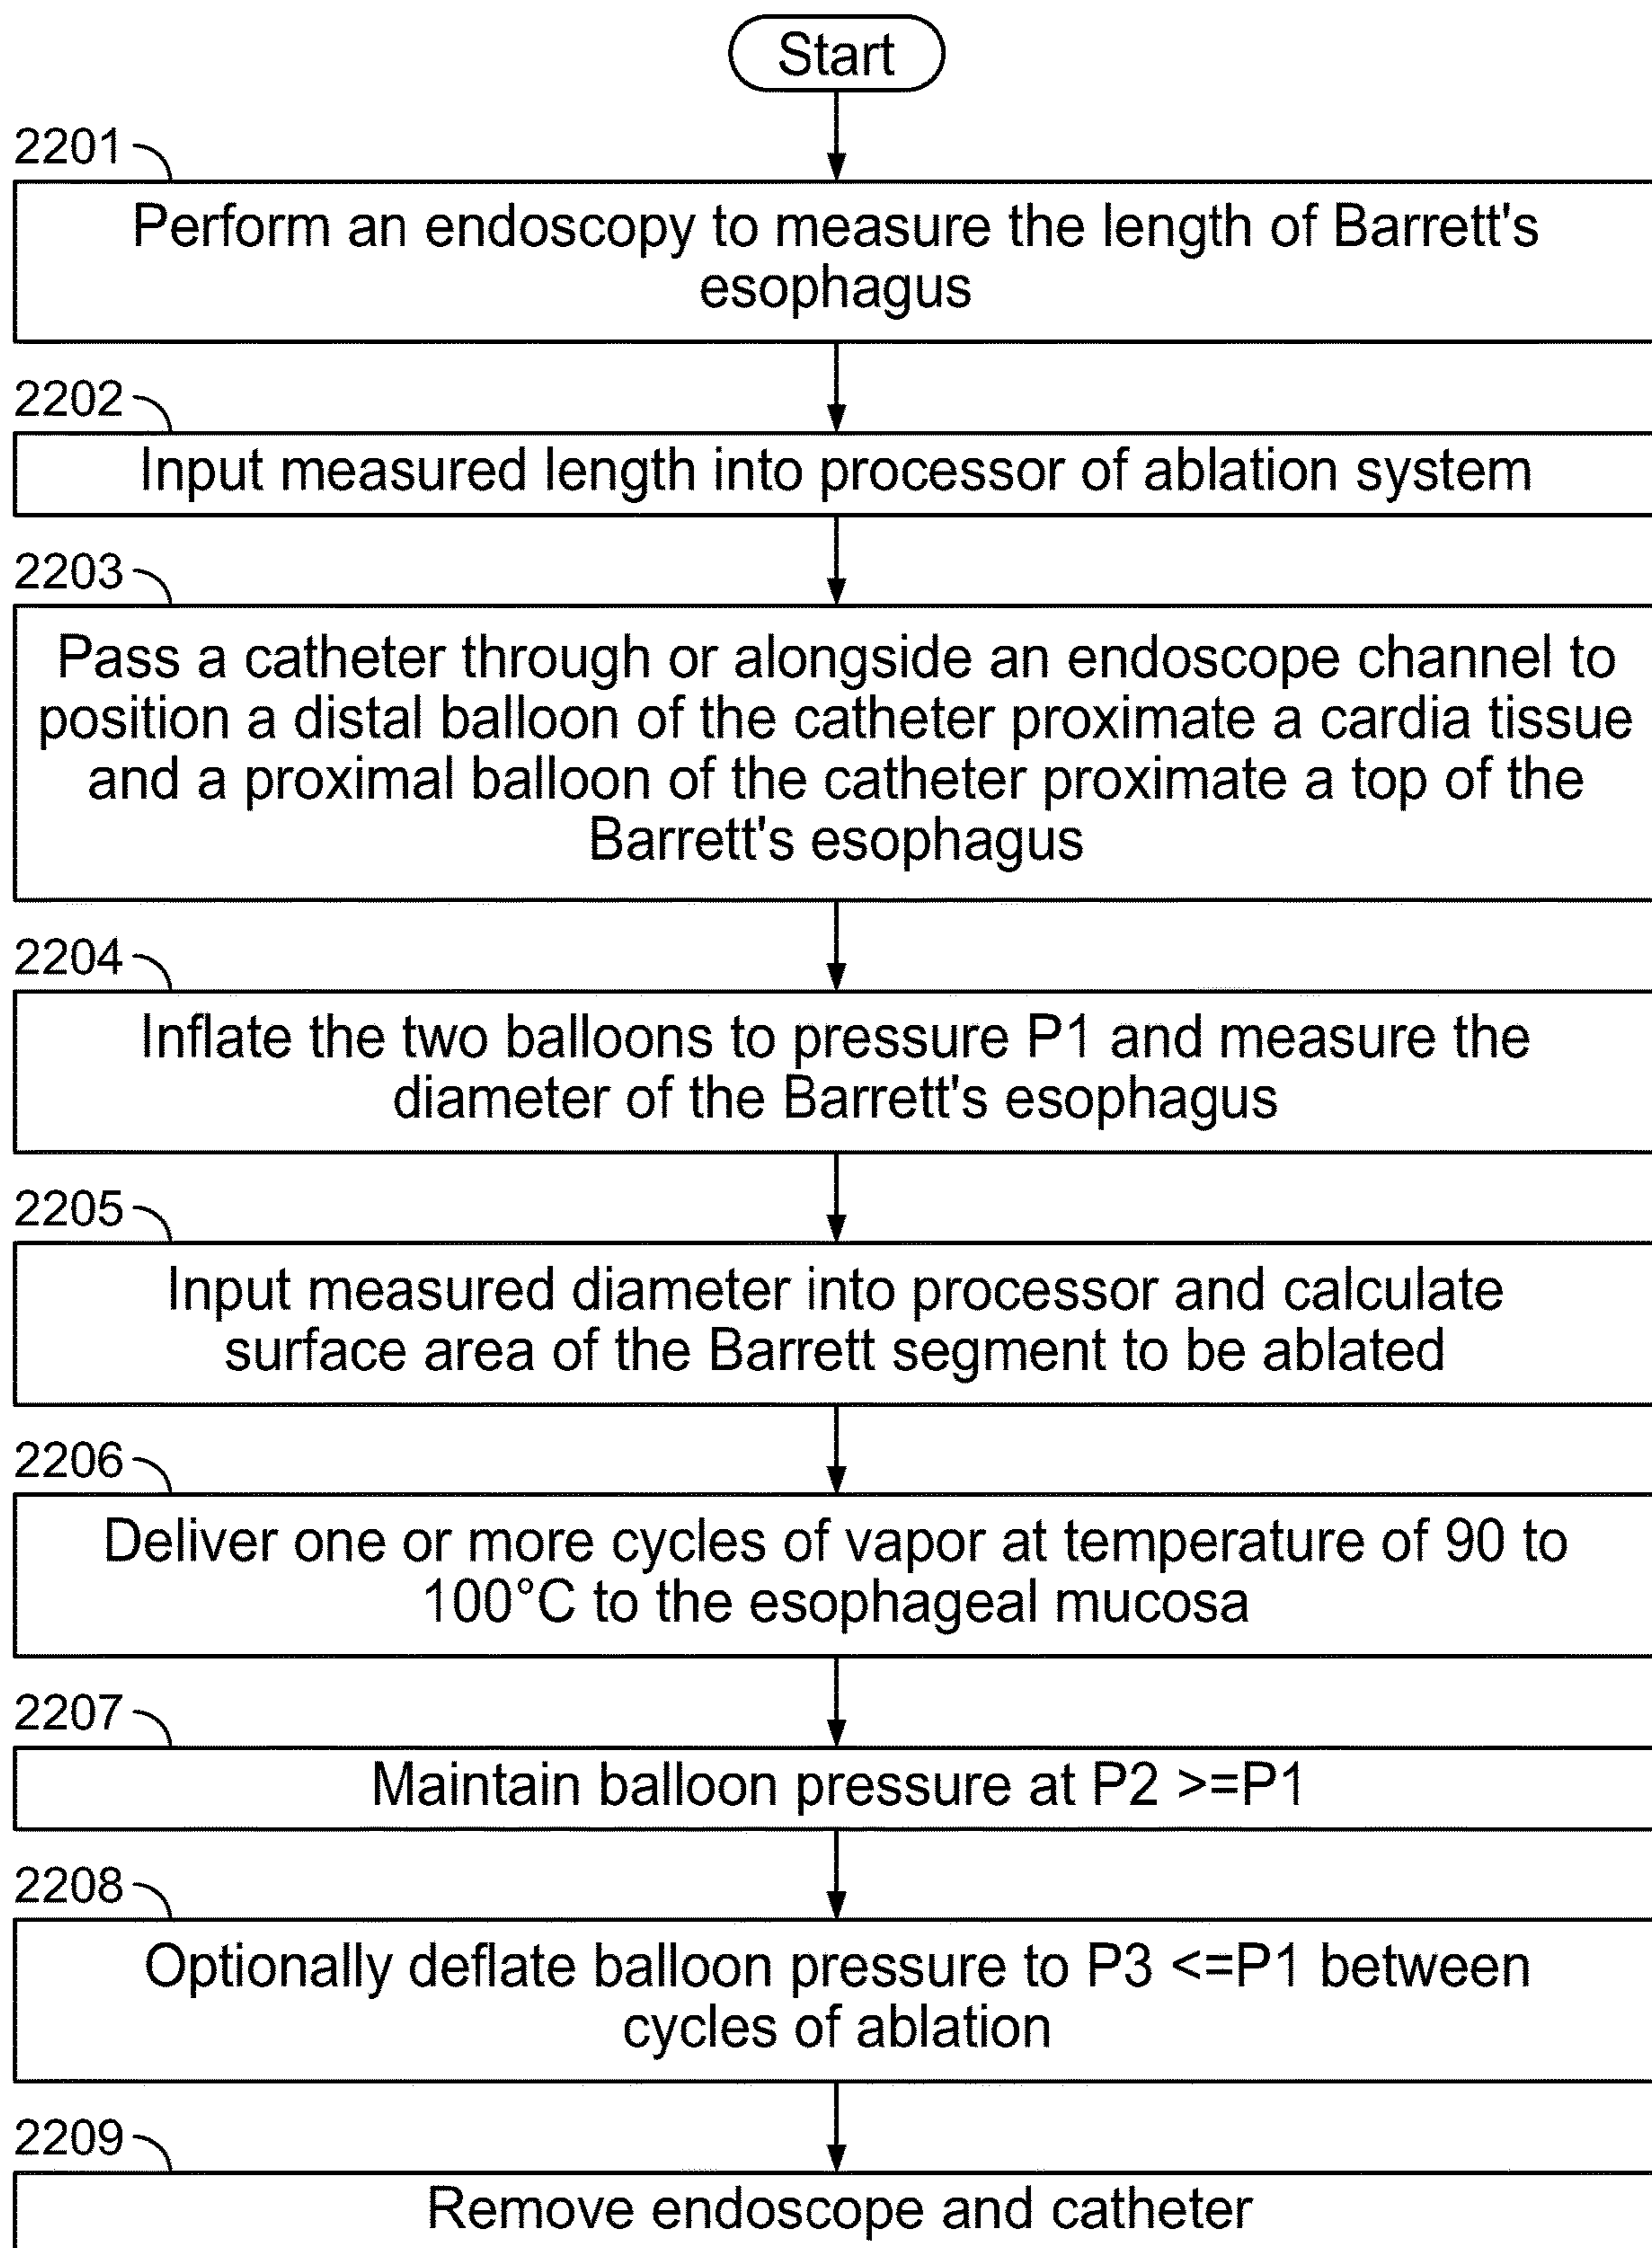 Start
2201
Perform an endoscopy to measure the length of Barrett's
esophagus
2202
Input measured length into processor of ablation system
2203
Pass a catheter through or alongside an endoscope channel to
position a distal balloon of the catheter proximate a cardia tissue
and a proximal balloon of the catheter proximate a top of the
Barrett's esophagus
2204
Inflate the two balloons to pressure P1 and measure the
diameter of the Barrett's esophagus
2205
Input measured diameter into processor and calculate
surface area of the Barrett segment to be ablated
2206
Deliver one or more cycles of vapor at temperature of 90 to
100°C to the esophageal mucosa
2207
Maintain balloon pressure at P2 >=P1
2208
Optionally deflate balloon pressure to P3 <=P1 between
cycles of ablation
2209
Remove endoscope and catheter